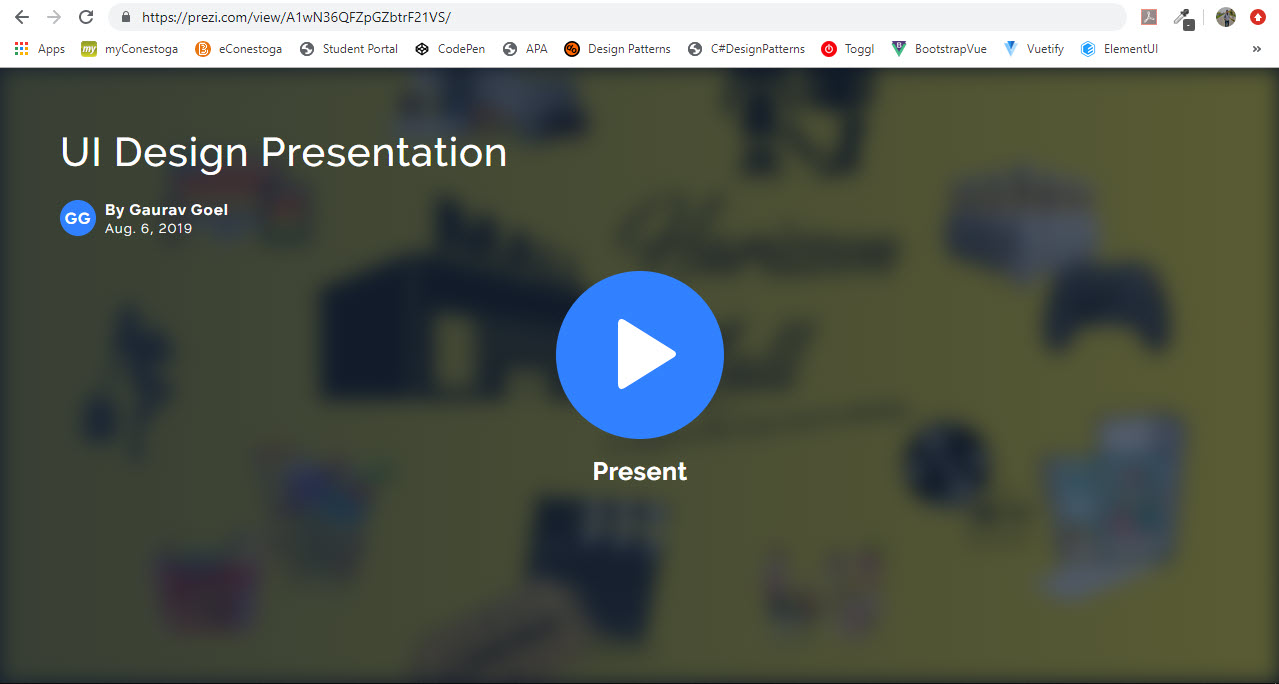 https://prezi.com/view/A1wN36QFZpGZbtrF21VS/
Apps my myConestoga eConestoga Student Portal CodePen APA Design Patterns C#DesignPatterns Toggl B BootstrapVue Vuetify ElementUI »
UI Design Presentation
GG By Gaurav Goel
Aug. 6, 2019
Present